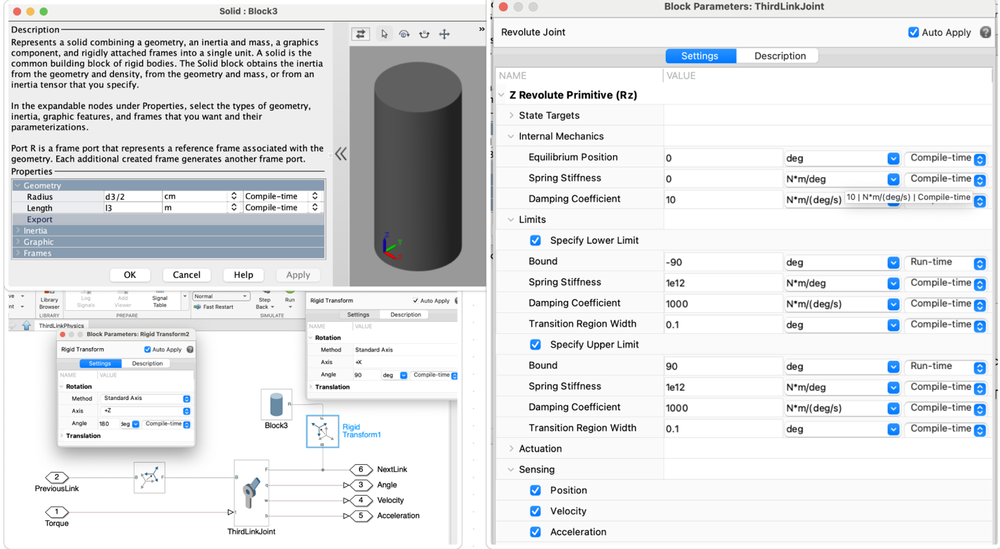 Solid : Block3
Description
Represents a solid combining a geometry, an inertia and mass, a graphics
component, and rigidly attached frames into a single unit. A solid is the
common building block of rigid bodies. The Solid block obtains the inertia
from the geometry and density, from the geometry and mass, or from an
inertia tensor that you specify.
In the expandable nodes under Properties, select the types of geometry,
inertia, graphic features, and frames that you want and their
parameterizations.
Port R is a frame port that represents a reference frame associated with the
geometry. Each additional created frame generates another frame port.
Properties
Geometry
Radius d3/2 cm Compile-time
Length l3 m Compile-time
Export
Inertia
Graphic
Frames
OK Cancel Help Apply
Z Y X
Library Browser
Log Signals
Add Viewer
Signal Table
Normal
Fast Restart
Step Back
Run
LIBRARY PREPARE SIMULATE
ThirdLinkPhysics
Block Parameters: Rigid Transform2
Rigid Transform Auto Apply
Settings Description
NAME VALUE
Rotation
Method Standard Axis
Axis +Z
Angle 180 deg Compile-time
Translation
Rigid Transform Auto Apply
Settings Description
NAME VALUE
Rotation
Method Standard Axis
Axis +X
Angle 90 deg Compile-time
Translation
R
Block3
F
Rigid
Transform1
B
2
PreviousLink
B F
1
Torque
B F
q
w
t b
ThirdLinkJoint
6 NextLink
3 Angle
4 Velocity
5 Acceleration
Block Parameters: ThirdLinkJoint
Revolute Joint Auto Apply
Settings Description
NAME VALUE
Z Revolute Primitive (Rz)
State Targets
Internal Mechanics
Equilibrium Position 0 deg Compile-time
Spring Stiffness 0 N*m/deg Compile-time
Damping Coefficient 10 N*m/(deg/s)
10 | N*m/(deg/s) | Compile-time
Limits
Specify Lower Limit
Bound -90 deg Run-time
Spring Stiffness 1e12 N*m/deg Compile-time
Damping Coefficient 1000 N*m/(deg/s) Compile-time
Transition Region Width 0.1 deg Compile-time
Specify Upper Limit
Bound 90 deg Run-time
Spring Stiffness 1e12 N*m/deg Compile-time
Damping Coefficient 1000 N*m/(deg/s) Compile-time
Transition Region Width 0.1 deg Compile-time
Actuation
Sensing
Position
Velocity
Acceleration